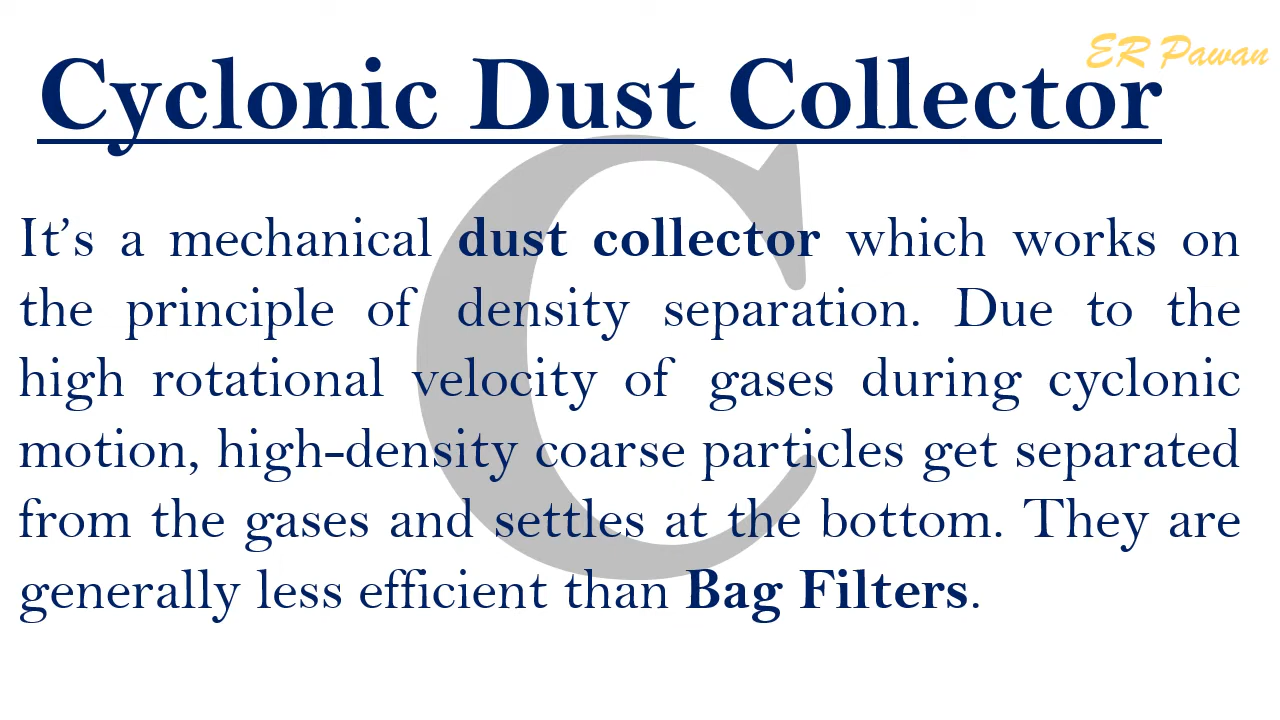 ER Pawan
Cyclonic Dust Collector
C
It’s a mechanical dust collector which works on
the principle of density separation. Due to the
high rotational velocity of gases during cyclonic
motion, high-density coarse particles get separated
from the gases and settles at the bottom. They are
generally less efficient than Bag Filters.